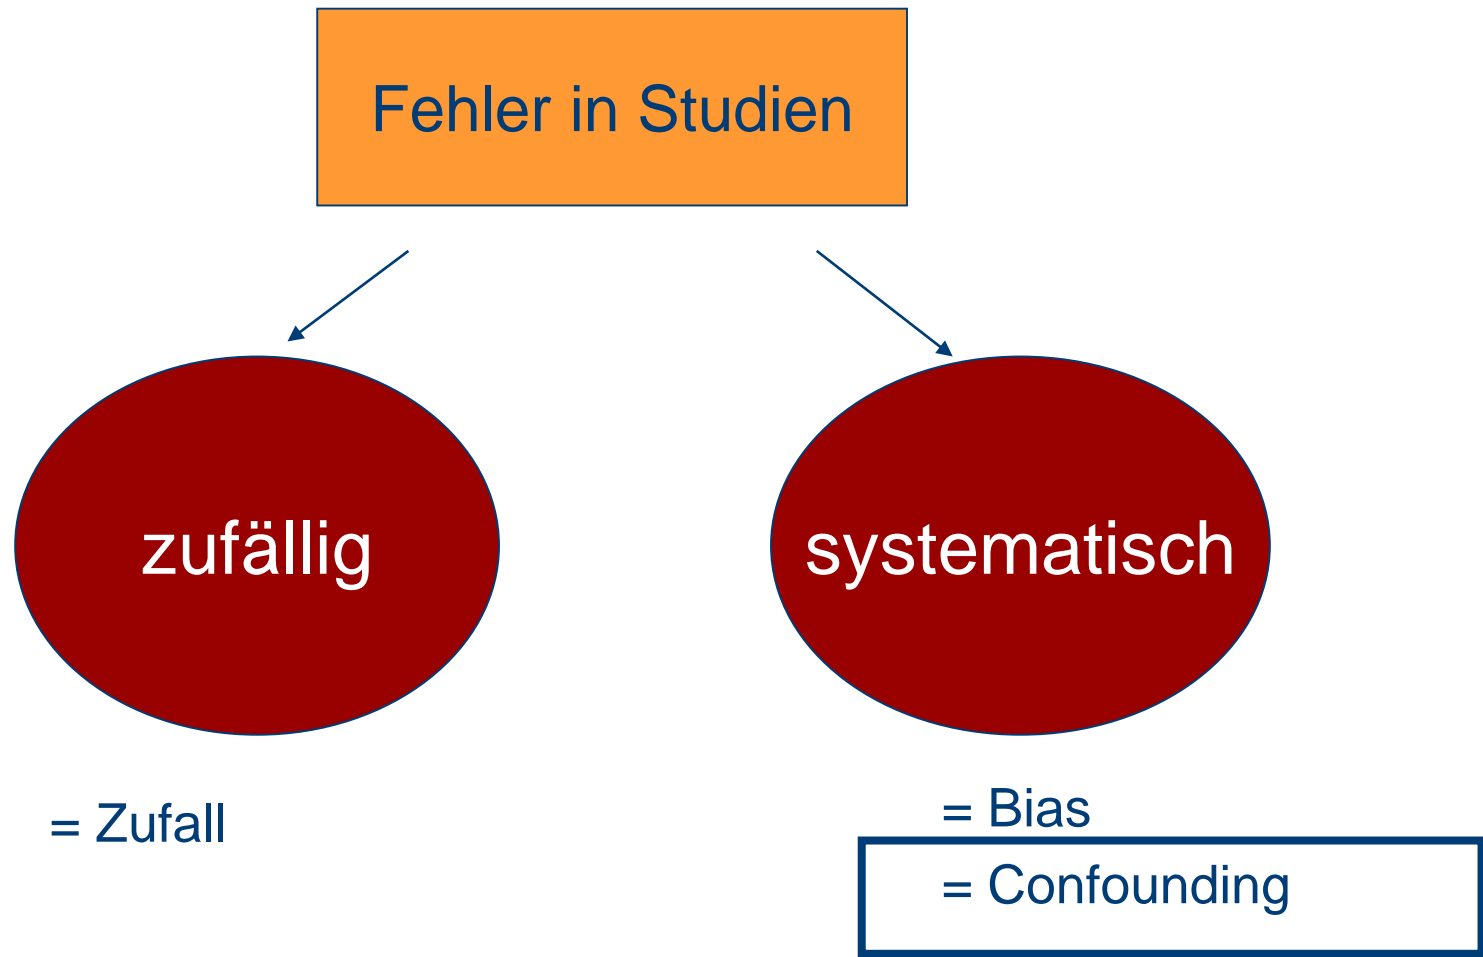 Fehler in Studien
zufällig
systematisch
= Zufall
= Bias
= Confounding